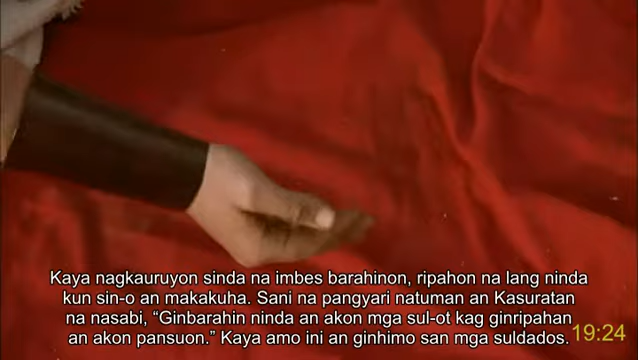 Kaya nagkauruyon sinda na imbes barahinon, ripahon na lang ninda
kun sin-o an makakuha. Sani na pangyari natuman an Kasuratan
na nasabi, “Ginbarahin ninda an akon mga sul-ot kag ginripahan
an akon pansuon.” Kaya amo ini an ginhimo san mga suldados.
19:24